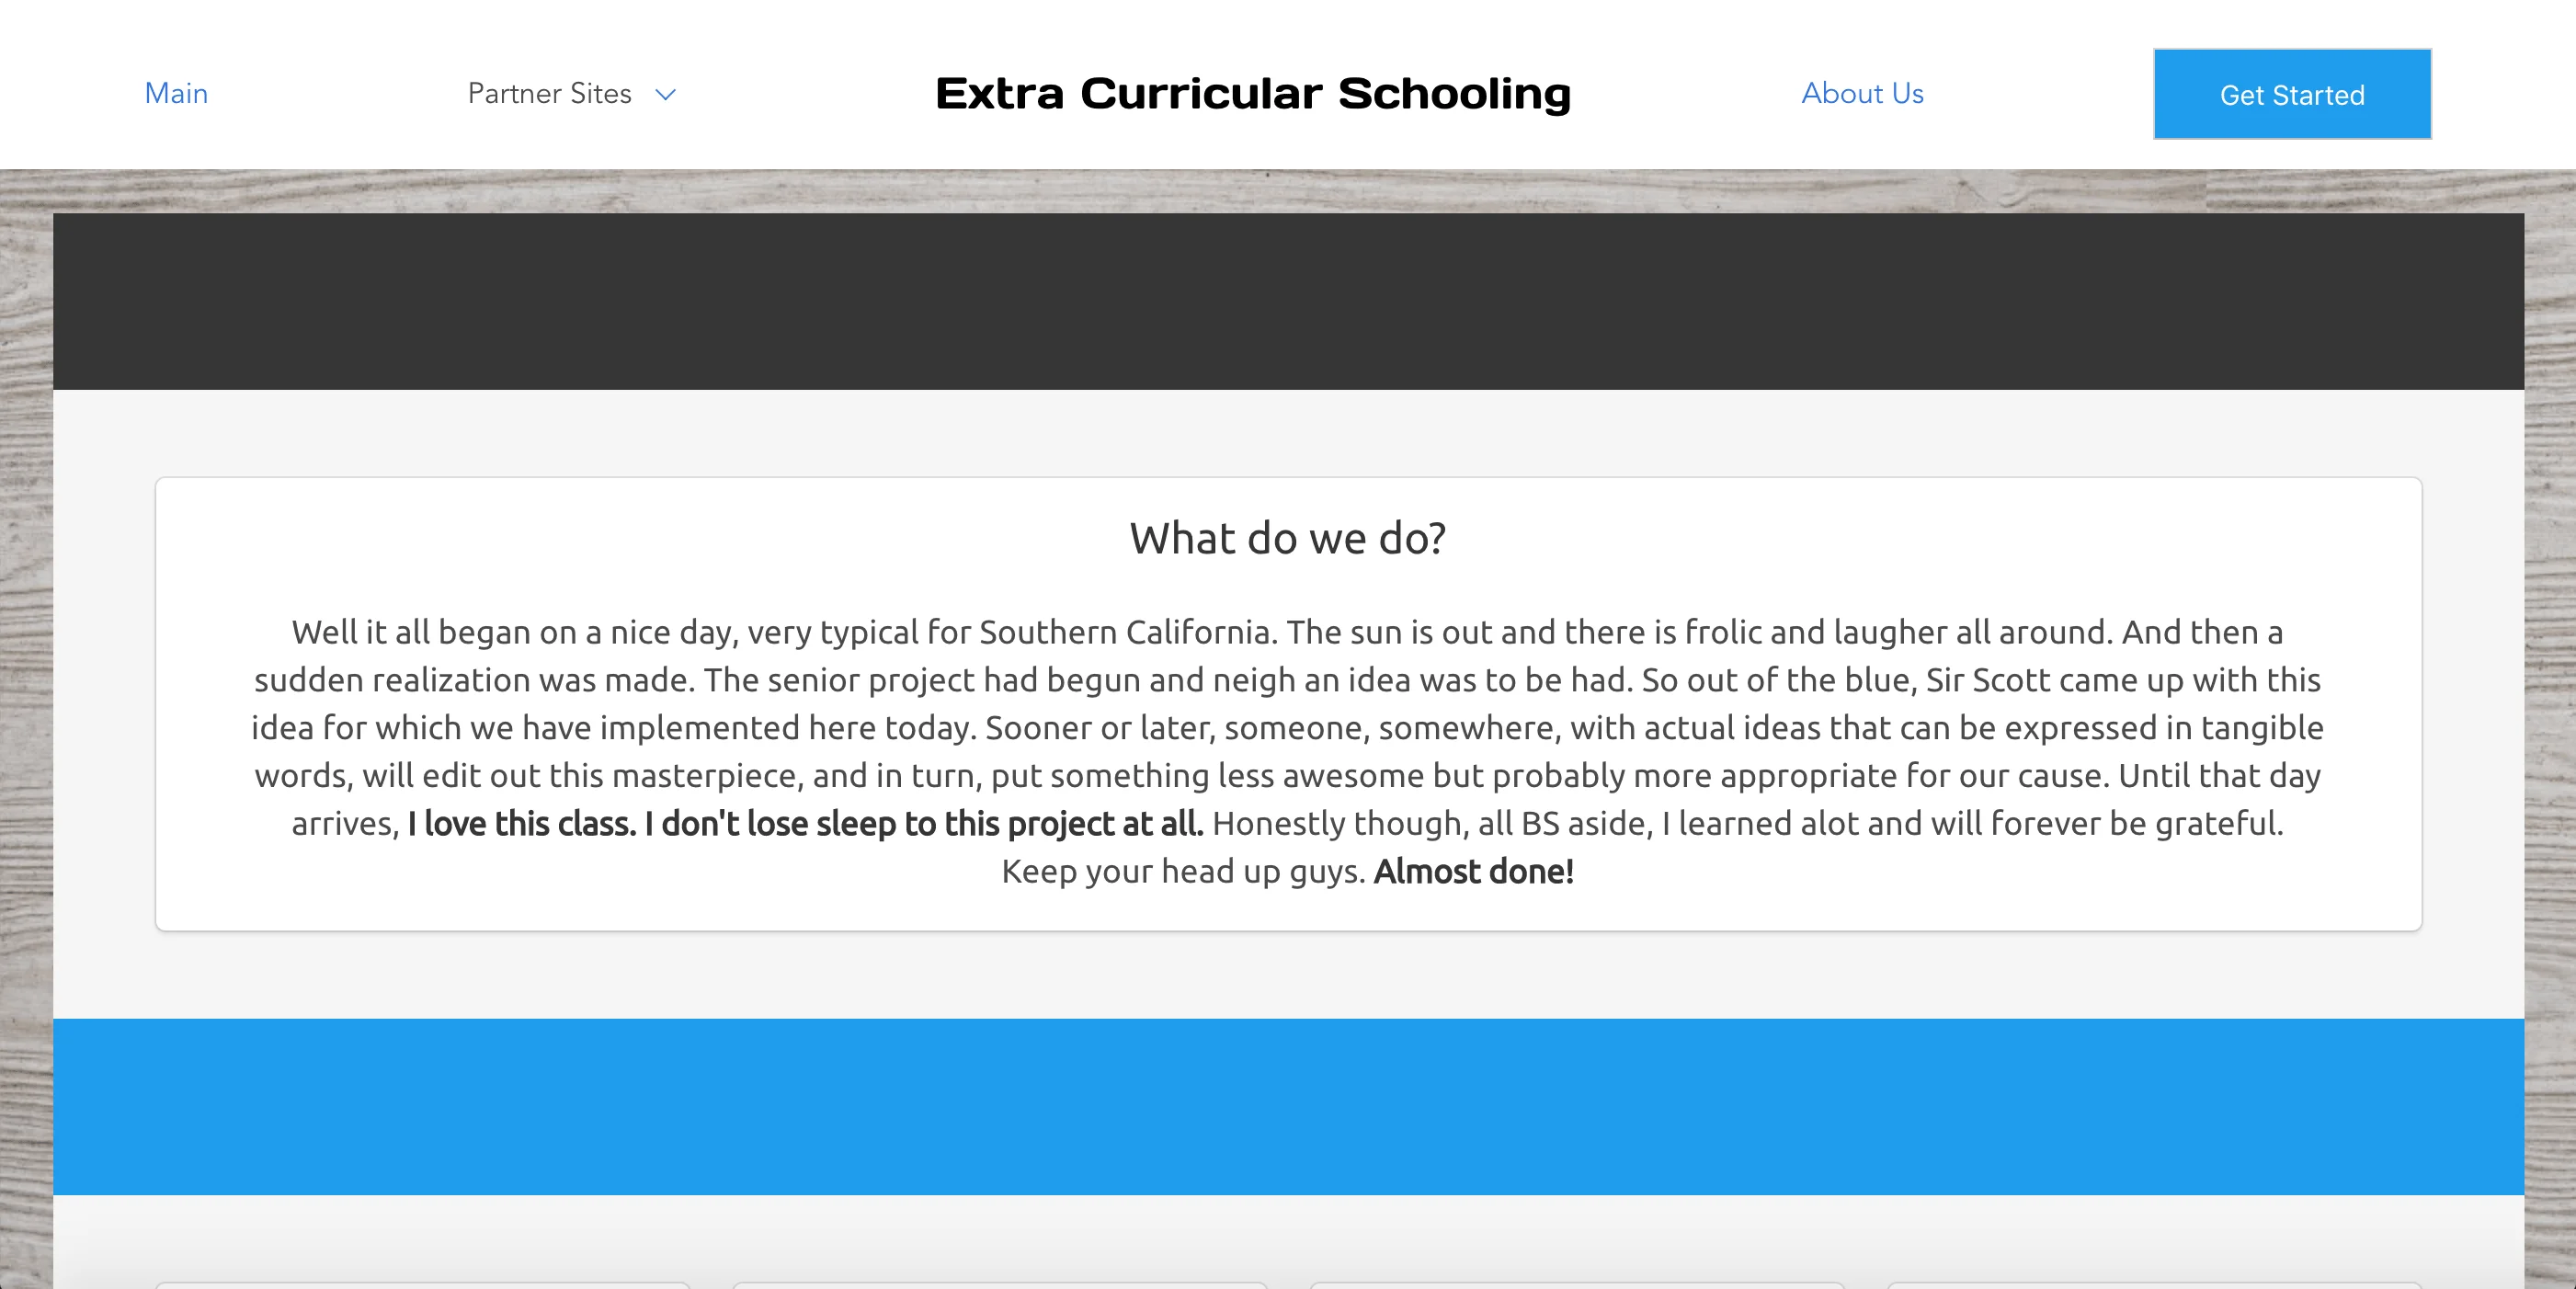 Main
Partner Sites
Extra Curricular Schooling
About Us
Get Started
What do we do?
Well it all began on a nice day, very typical for Southern California. The sun is out and there is frolic and laugher all around. And then a
sudden realization was made. The senior project had begun and neigh an idea was to be had. So out of the blue, Sir Scott came up with this
idea for which we have implemented here today. Sooner or later, someone, somewhere, with actual ideas that can be expressed in tangible
words, will edit out this masterpiece, and in turn, put something less awesome but probably more appropriate for our cause. Until that day
arrives, I love this class. I don't lose sleep to this project at all. Honestly though, all BS aside, I learned alot and will forever be grateful.
Keep your head up guys. Almost done!